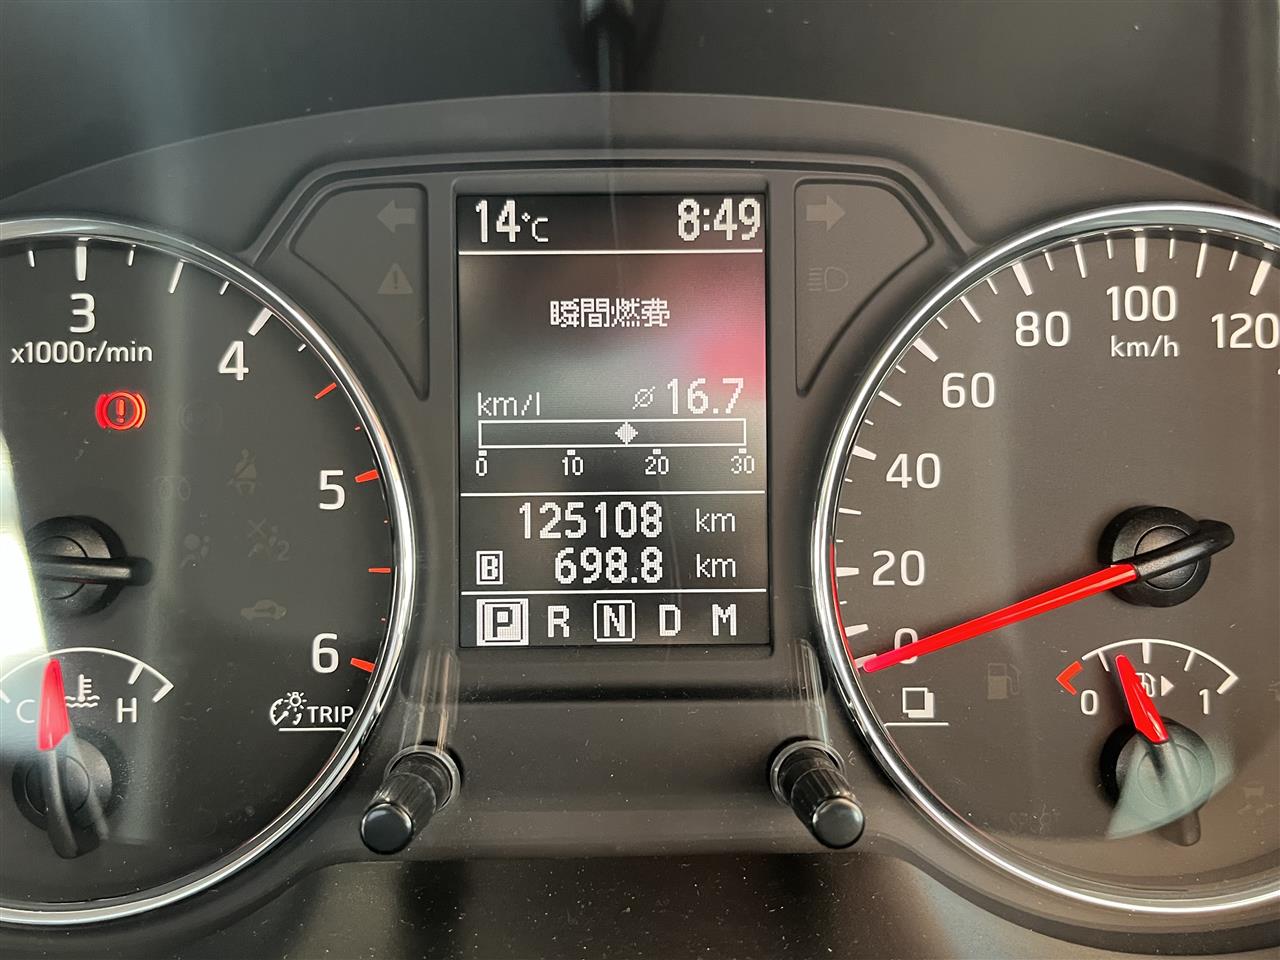 14°C 8:49
瞬間燃費
km/l ⌀ 16.7
0 10 20 30
125108 km
B 698.8 km
P R N D M
3
x1000r/min
4
5
6
C H
TRIP
0
20
40
60
80
100
120
km/h
0 1